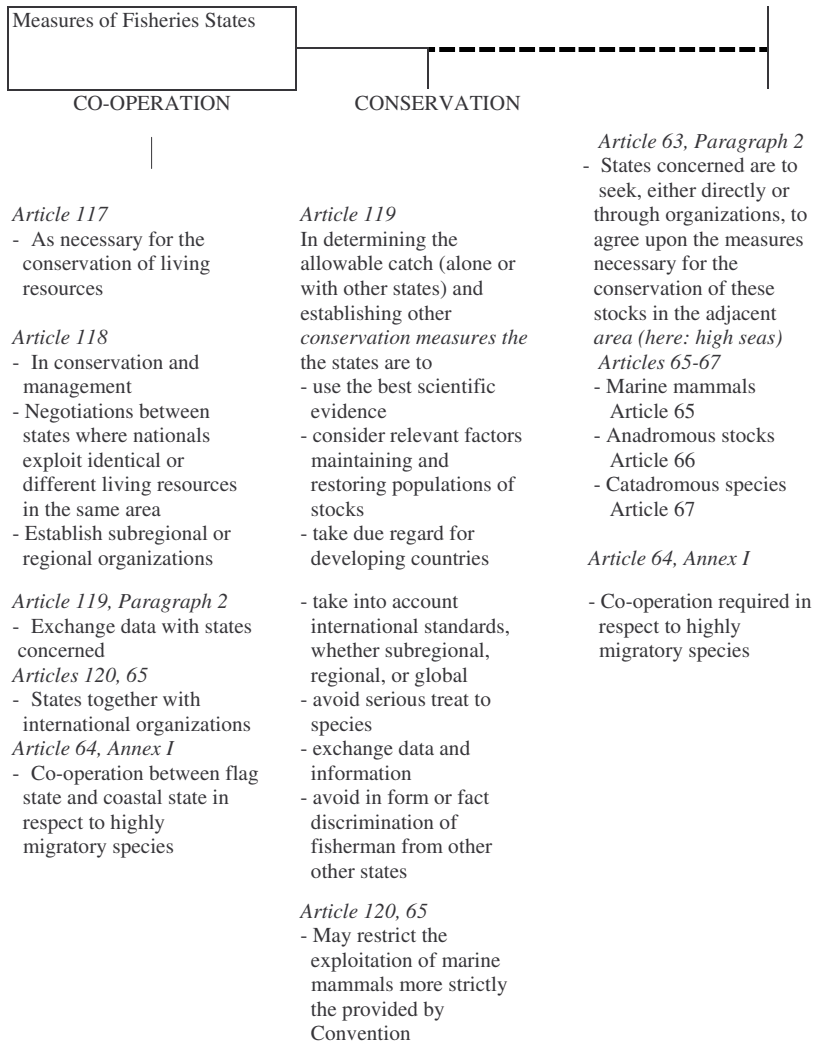 Measures of Fisheries States
CO-OPERATION
Article 117
- As necessary for the
conservation of living
resources
Article 118
- In conservation and
management
- Negotiations between
states where nationals
exploit identical or
different living resources
in the same area
- Establish subregional or
regional organizations
Article 119, Paragraph 2
- Exchange data with states
concerned
Articles 120, 65
- States together with
international organizations
Article 64, Annex I
- Co-operation between flag
state and coastal state in
respect to highly
migratory species
CONSERVATION
Article 119
In determining the
allowable catch (alone or
with other states) and
establishing other
conservation measures the
the states are to
- use the best scientific
evidence
- consider relevant factors
maintaining and
restoring populations of
stocks
- take due regard for
developing countries
- take into account
international standards,
whether subregional,
regional, or global
- avoid serious treat to
species
- exchange data and
information
- avoid in form or fact
discrimination of
fisherman from other
other states
Article 120, 65
- May restrict the
exploitation of marine
mammals more strictly
the provided by
Convention
Article 63, Paragraph 2
- States concerned are to
seek, either directly or
through organizations, to
agree upon the measures
necessary for the
conservation of these
stocks in the adjacent
area (here: high seas)
Articles 65-67
- Marine mammals
Article 65
- Anadromous stocks
Article 66
- Catadromous species
Article 67
Article 64, Annex I
- Co-operation required in
respect to highly
migratory species